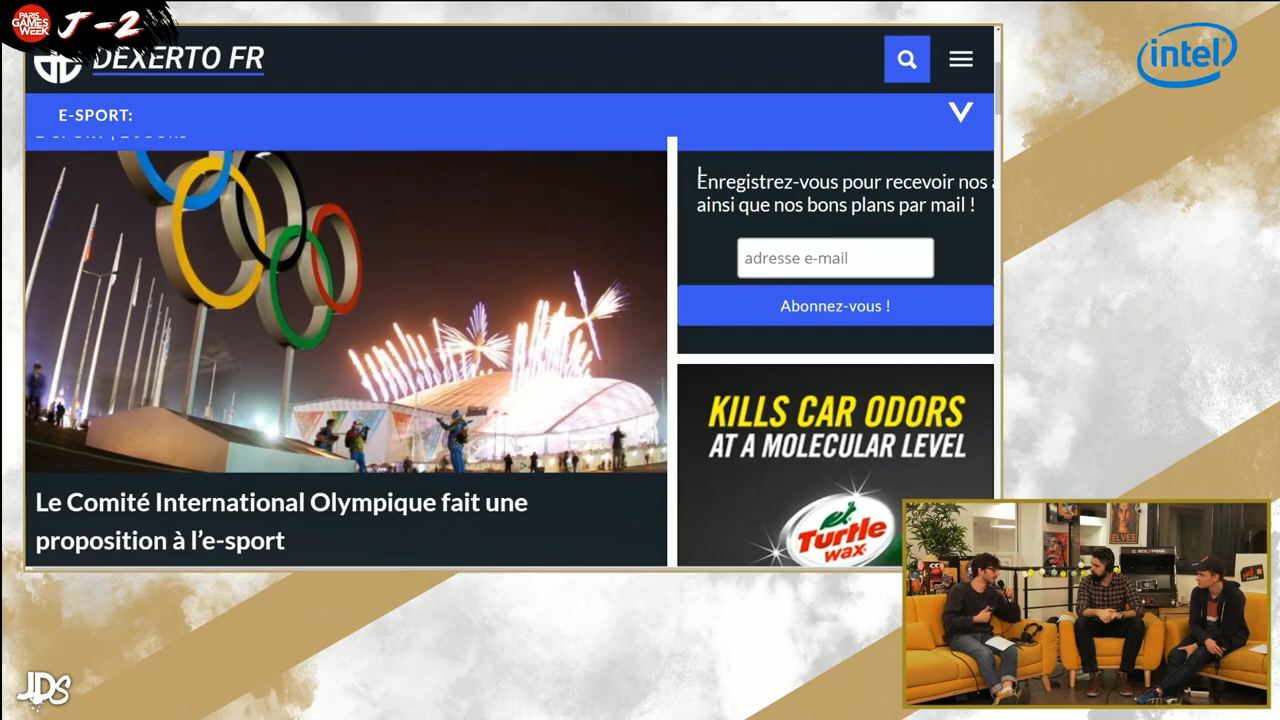 PARIS
GAMES
WEEK
J-2
DEXERTO FR
intel
E-SPORT:
Enregistrez-vous pour recevoir nos
ainsi que nos bons plans par mail !
adresse e-mail
Abonnez-vous !
KILLS CAR ODORS
AT A MOLECULAR LEVEL
Turtle
wax
Le Comité International Olympique fait une
proposition à l'e-sport
ELVES
JDS